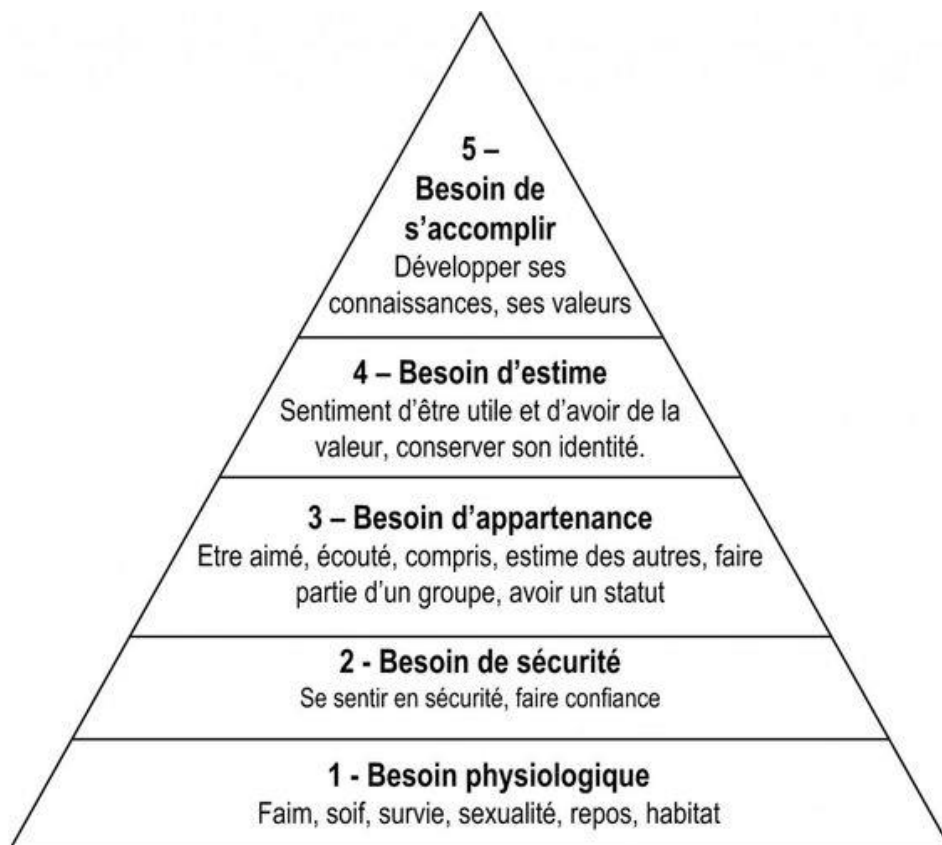 5 –
Besoin de
s’accomplir
Développer ses
connaissances, ses valeurs
4 – Besoin d’estime
Sentiment d’être utile et d’avoir de la
valeur, conserver son identité.
3 – Besoin d’appartenance
Etre aimé, écouté, compris, estime des autres, faire
partie d’un groupe, avoir un statut
2 - Besoin de sécurité
Se sentir en sécurité, faire confiance
1 - Besoin physiologique
Faim, soif, survie, sexualité, repos, habitat